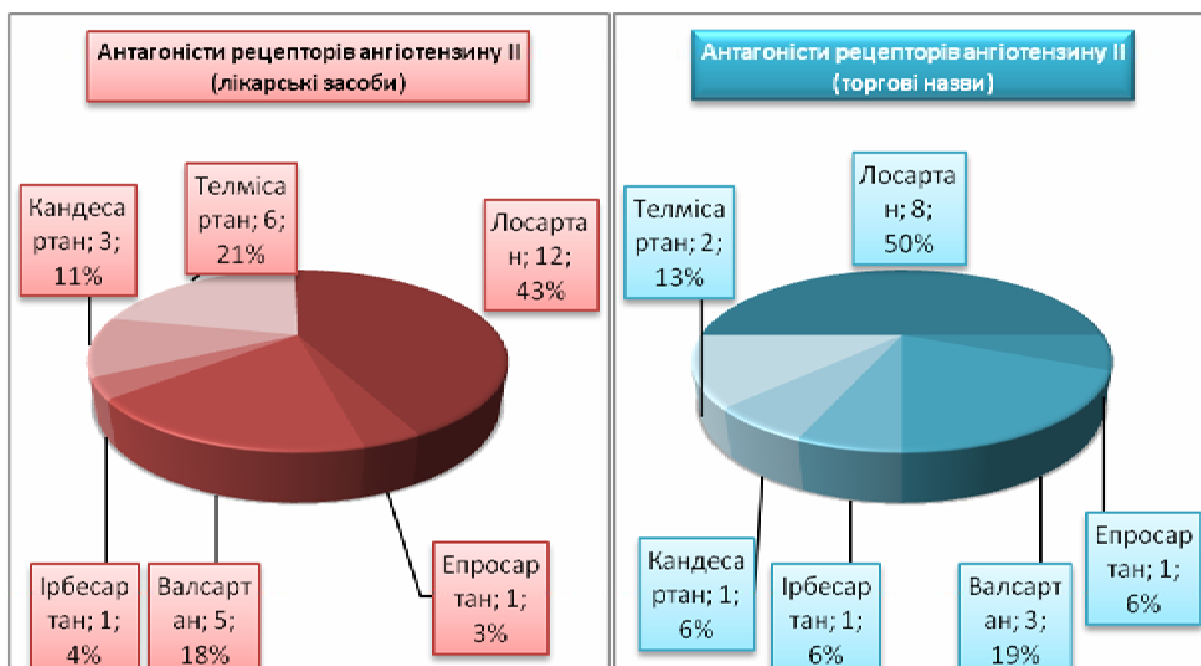 Антагоністи рецепторів ангіотензину II
(лікарські засоби)
Телміса
ртан; 6;
21%
Кандеса
ртан; 3;
11%
Лосарта
н; 12;
43%
Ірбесар
тан; 1;
4%
Валсарт
ан; 5;
18%
Епросар
тан; 1;
3%
Антагоністи рецепторів ангіотензину II
(торгові назви)
Лосарта
н; 8;
50%
Телміса
ртан; 2;
13%
Кандеса
ртан; 1;
6%
Ірбесар
тан; 1;
6%
Валсарт
ан; 3;
19%
Епросар
тан; 1;
6%